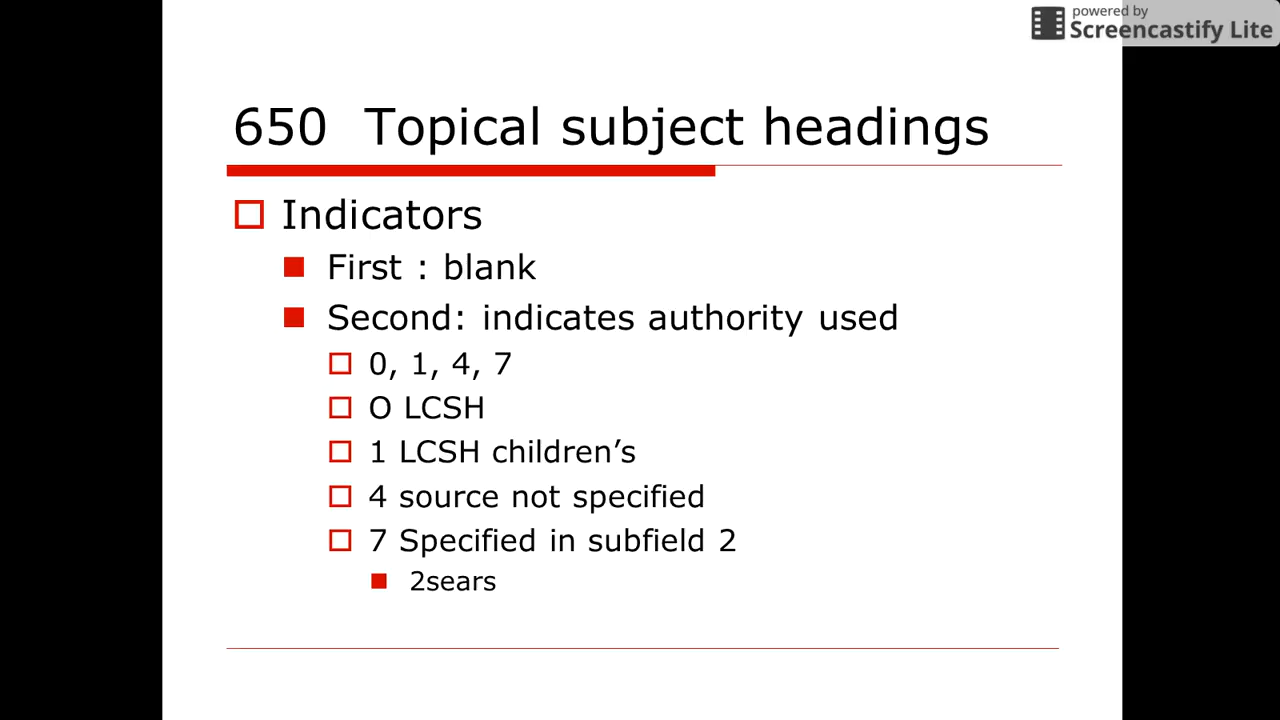 powered by
Screencastify Lite
650 Topical subject headings
Indicators
First : blank
Second: indicates authority used
0, 1, 4, 7
O LCSH
1 LCSH children’s
4 source not specified
7 Specified in subfield 2
2sears